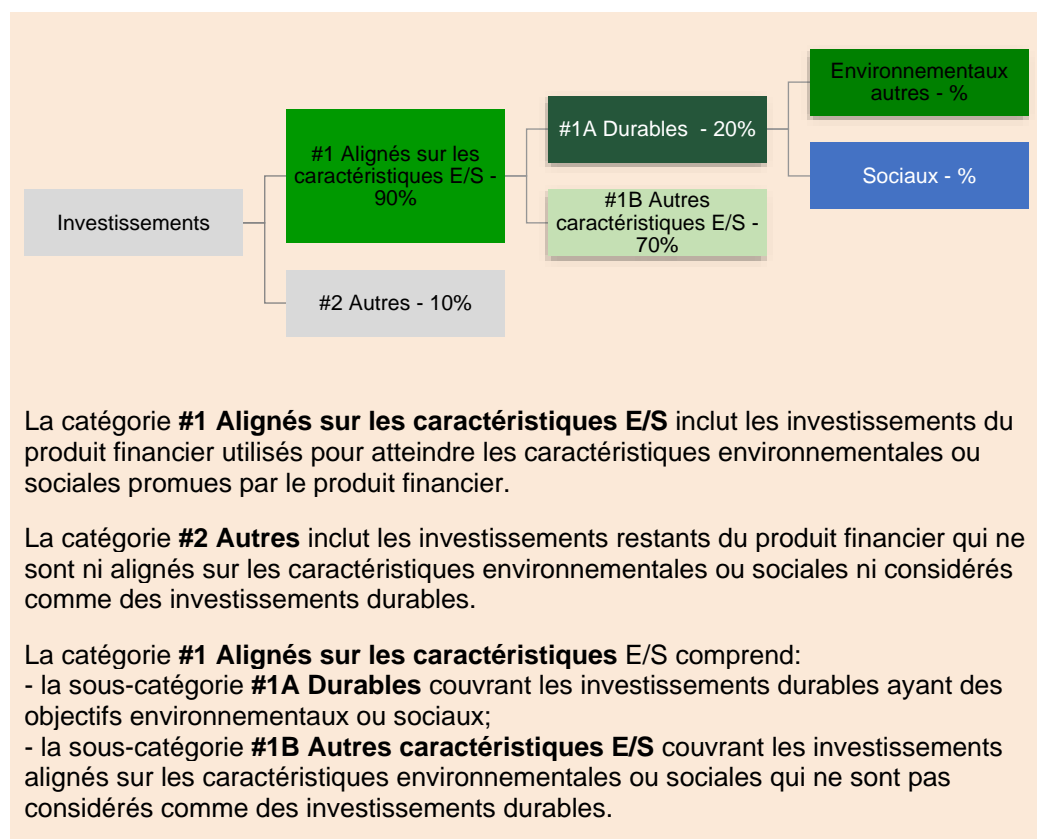 Environnementaux
autres - %
#1A Durables - 20%
#1 Alignés sur les
caractéristiques E/S -
90%
Sociaux - %
#1B Autres
caractéristiques E/S -
70%
Investissements
#2 Autres - 10%
La catégorie #1 Alignés sur les caractéristiques E/S inclut les investissements du
produit financier utilisés pour atteindre les caractéristiques environnementales ou
sociales promues par le produit financier.
La catégorie #2 Autres inclut les investissements restants du produit financier qui ne
sont ni alignés sur les caractéristiques environnementales ou sociales ni considérés
comme des investissements durables.
La catégorie #1 Alignés sur les caractéristiques E/S comprend:
- la sous-catégorie #1A Durables couvrant les investissements durables ayant des
objectifs environnementaux ou sociaux;
- la sous-catégorie #1B Autres caractéristiques E/S couvrant les investissements
alignés sur les caractéristiques environnementales ou sociales qui ne sont pas
considérés comme des investissements durables.